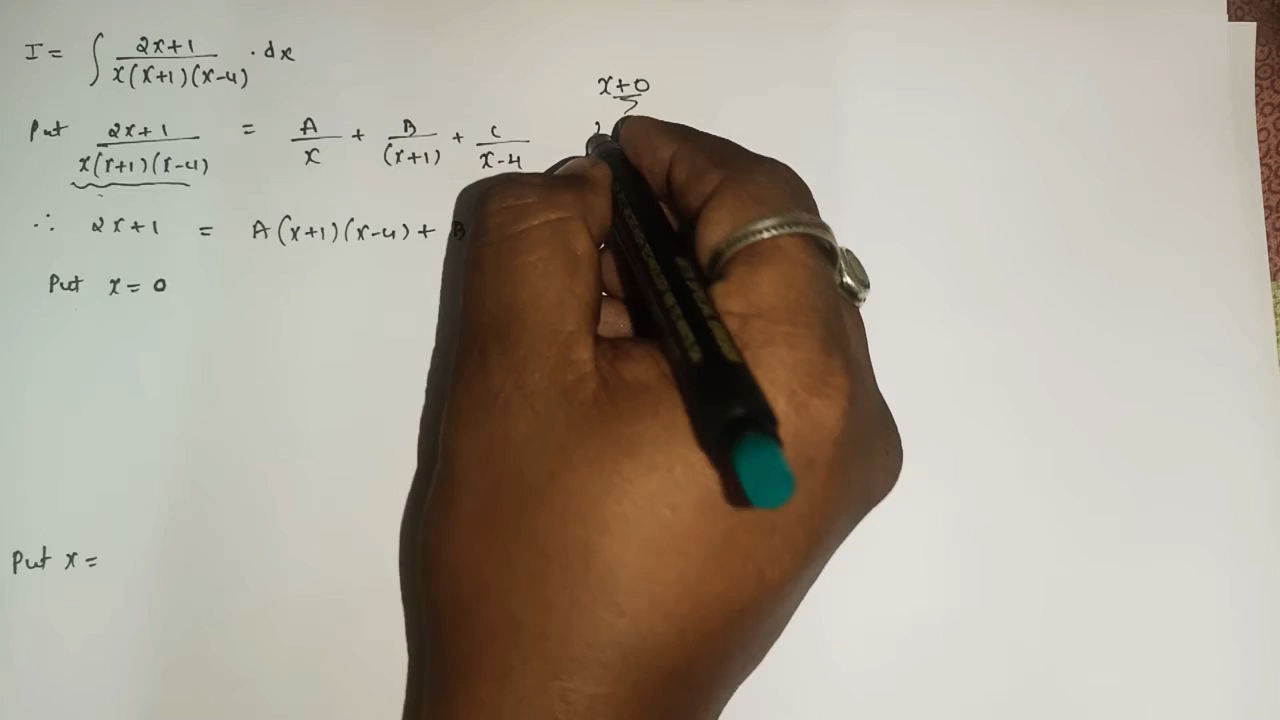 I = ∫ 2x+1 / x(x+1)(x-4) · dx
x+0
Put 2x+1 / x(x+1)(x-4) = A / x + B / (x+1) + C / x-4
∴ 2x+1 = A(x+1)(x-4) + B
Put x = 0
Put x =